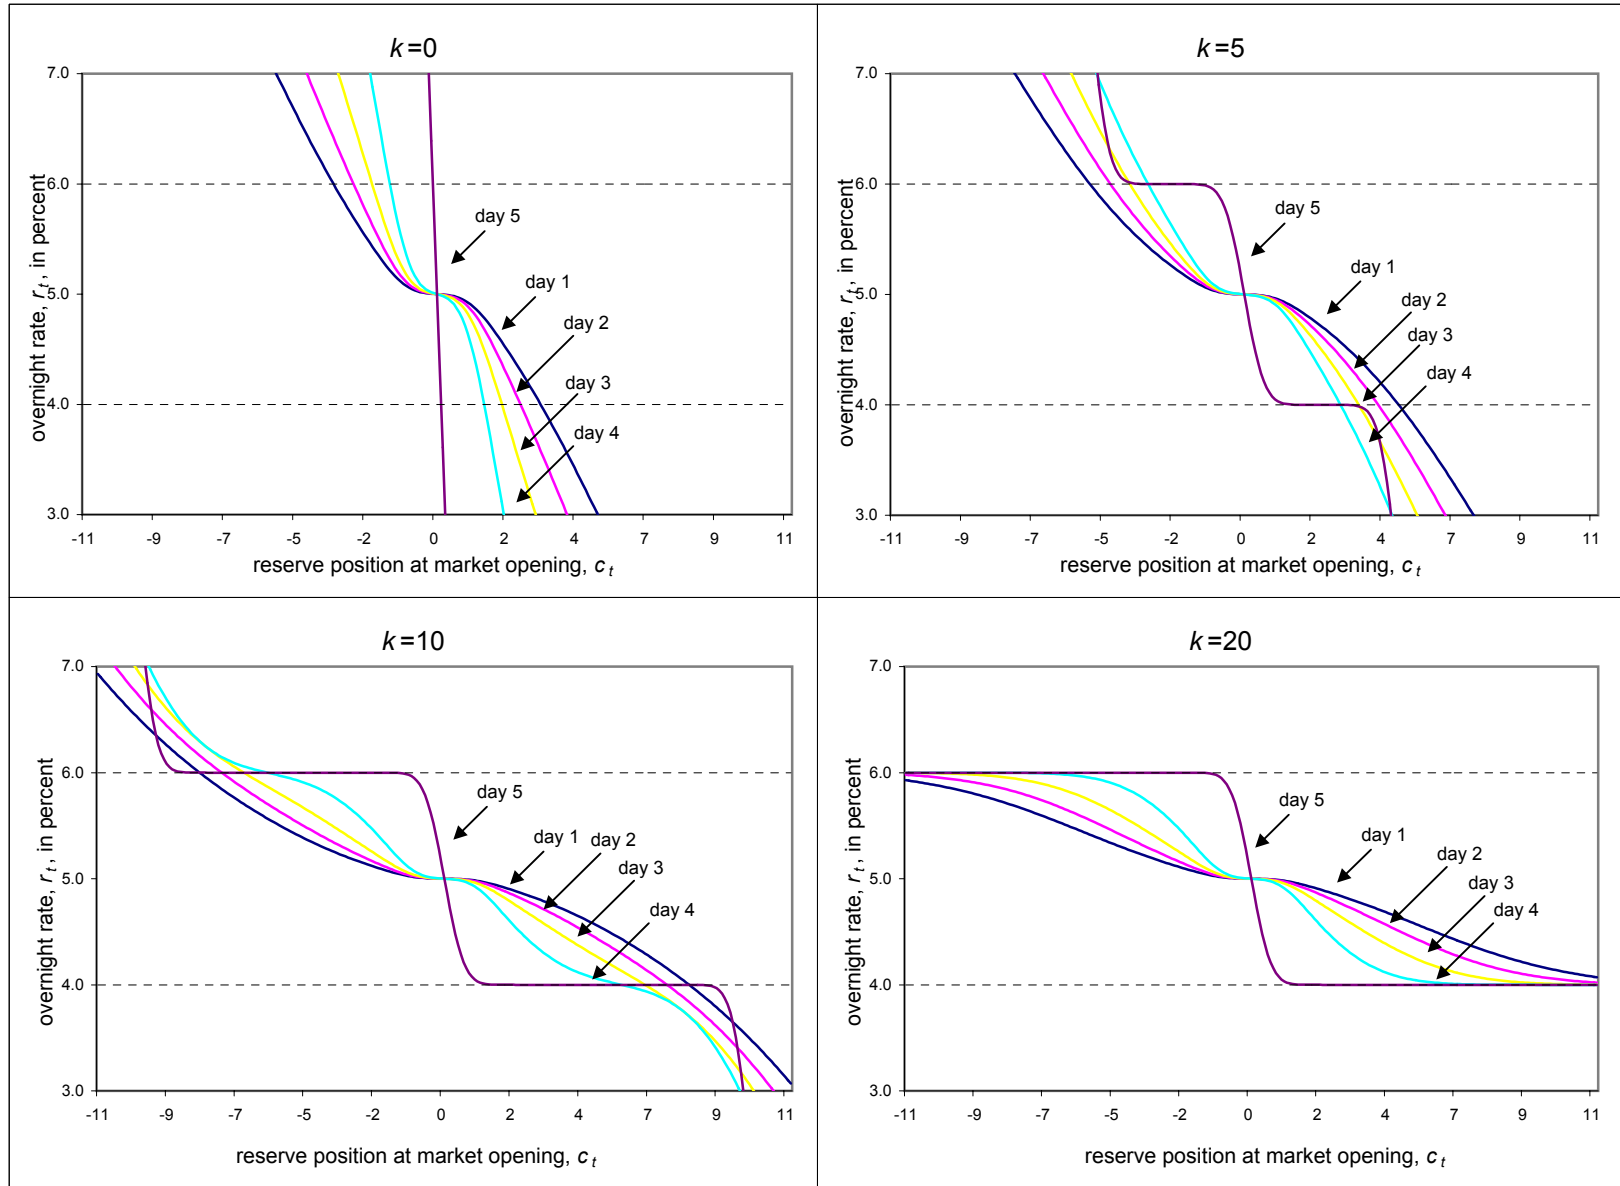 k=0
overnight rate, r t, in percent
7.0
6.0
5.0
4.0
3.0
day 5
day 1
day 2
day 3
day 4
-11 -9 -7 -5 -2 0 2 4 7 9 11
reserve position at market opening, c t
k=5
overnight rate, r t, in percent
7.0
6.0
5.0
4.0
3.0
day 5
day 1
day 2
day 3
day 4
-11 -9 -7 -5 -2 0 2 4 7 9 11
reserve position at market opening, c t
k=10
overnight rate, r t, in percent
7.0
6.0
5.0
4.0
3.0
day 5
day 1
day 2
day 3
day 4
-11 -9 -7 -5 -2 0 2 4 7 9 11
reserve position at market opening, c t
k=20
overnight rate, r t, in percent
7.0
6.0
5.0
4.0
3.0
day 5
day 1
day 2
day 3
day 4
-11 -9 -7 -5 -2 0 2 4 7 9 11
reserve position at market opening, c t